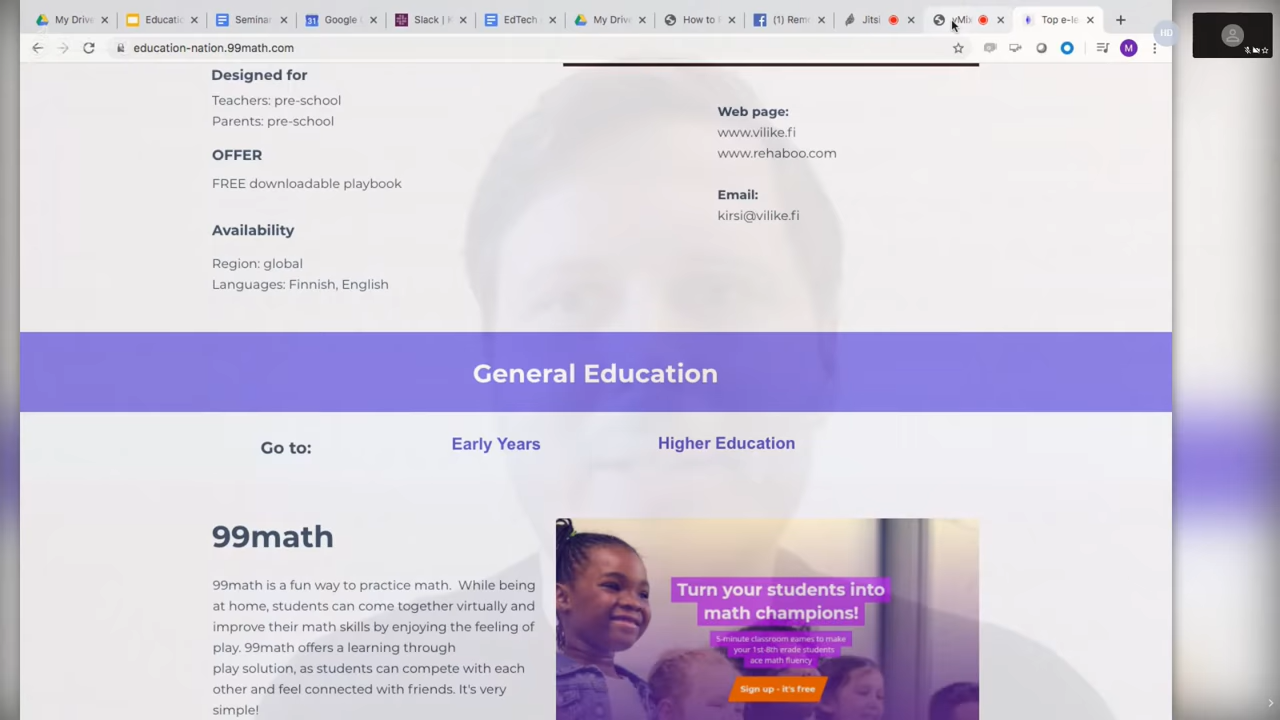 My Drive
Educatio
Seminar
Google
Slack | K
EdTech
My Drive
How to
(1) Rem
Jitsi
vMix
Top e-le
education-nation.99math.com
M
HD
Designed for
Teachers: pre-school
Parents: pre-school
OFFER
FREE downloadable playbook
Availability
Region: global
Languages: Finnish, English
Web page:
www.vilike.fi
www.rehaboo.com
Email:
kirsi@vilike.fi
General Education
Go to:
Early Years
Higher Education
99math
99math is a fun way to practice math. While being
at home, students can come together virtually and
improve their math skills by enjoying the feeling of
play. 99math offers a learning through
play solution, as students can compete with each
other and feel connected with friends. It's very
simple!
Turn your students into
math champions!
5-minute classroom games to make
your 1st-8th grade students
ace math fluency
Sign up - it's free